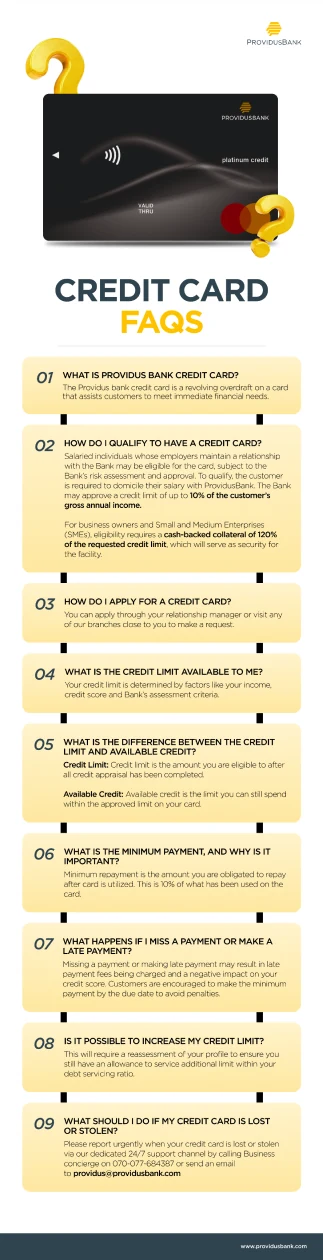 PROVIDUSBANK
PROVIDUSBANK
platinum credit
VALID
THRU
CREDIT CARD
FAQS
01 WHAT IS PROVIDUS BANK CREDIT CARD?
The Providus bank credit card is a revolving overdraft on a card
that assists customers to meet immediate financial needs.
02 HOW DO I QUALIFY TO HAVE A CREDIT CARD?
Salaried individuals whose employers maintain a relationship
with the Bank may be eligible for the card, subject to the
Bank's risk assessment and approval. To qualify, the customer
is required to domicile their salary with ProvidusBank. The Bank
may approve a credit limit of up to 10% of the customer's
gross annual income.
For business owners and Small and Medium Enterprises
(SMEs), eligibility requires a cash-backed collateral of 120%
of the requested credit limit, which will serve as security for
the facility.
03 HOW DO I APPLY FOR A CREDIT CARD?
You can apply through your relationship manager or visit any
of our branches close to you to make a request.
04 WHAT IS THE CREDIT LIMIT AVAILABLE TO ME?
Your credit limit is determined by factors like your income,
credit score and Bank's assessment criteria.
05 WHAT IS THE DIFFERENCE BETWEEN THE CREDIT
LIMIT AND AVAILABLE CREDIT?
Credit Limit: Credit limit is the amount you are eligible to after
all credit appraisal has been completed.
Available Credit: Available credit is the limit you can still spend
within the approved limit on your card.
06 WHAT IS THE MINIMUM PAYMENT, AND WHY IS IT
IMPORTANT?
Minimum repayment is the amount you are obligated to repay
after card is utilized. This is 10% of what has been used on the
card.
07 WHAT HAPPENS IF I MISS A PAYMENT OR MAKE A
LATE PAYMENT?
Missing a payment or making late payment may result in late
payment fees being charged and a negative impact on your
credit score. Customers are encouraged to make the minimum
payment by the due date to avoid penalties.
08 IS IT POSSIBLE TO INCREASE MY CREDIT LIMIT?
This will require a reassessment of your profile to ensure you
still have an allowance to service additional limit within your
debt servicing ratio.
09 WHAT SHOULD I DO IF MY CREDIT CARD IS LOST
OR STOLEN?
Please report urgently when your credit card is lost or stolen
via our dedicated 24/7 support channel by calling Business
concierge on 070-077-684387 or send an email
to providus@providusbank.com
www.providusbank.com